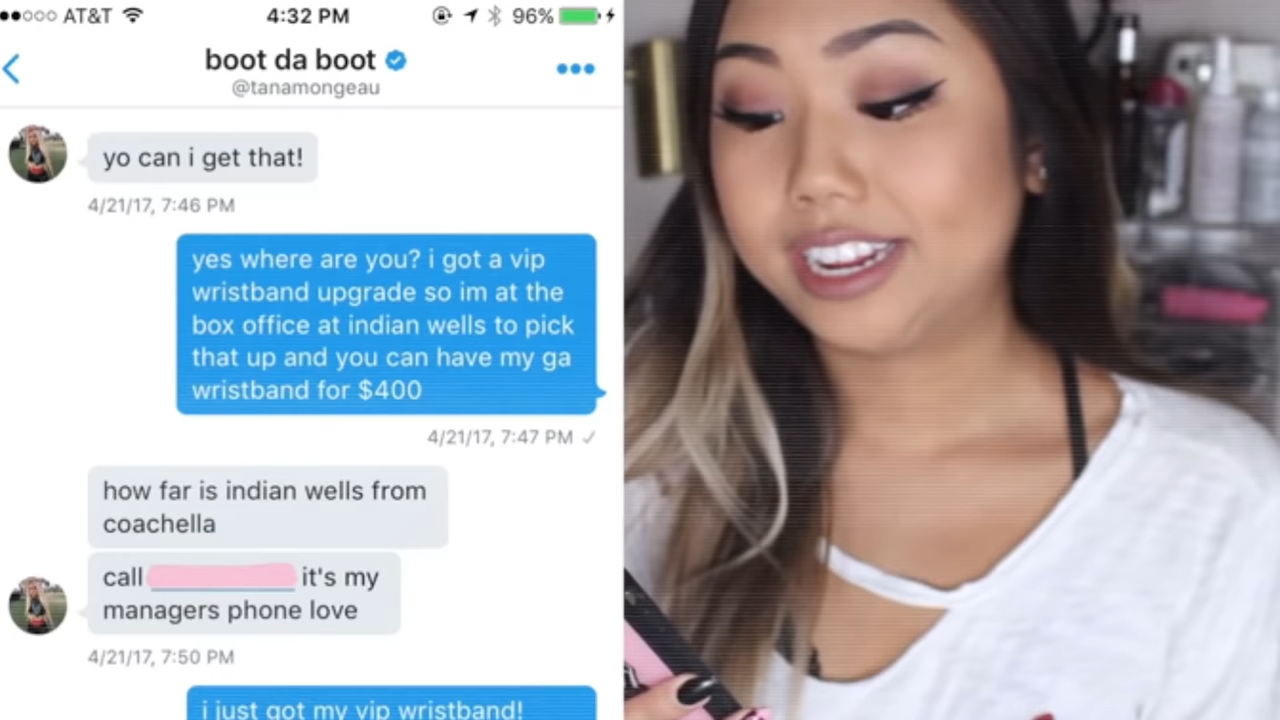 AT&T 4:32 PM 96%
boot da boot
@tanamongeau
yo can i get that!
4/21/17, 7:46 PM
yes where are you? i got a vip
wristband upgrade so im at the
box office at indian wells to pick
that up and you can have my ga
wristband for $400
4/21/17, 7:47 PM
how far is indian wells from
coachella
call it's my
managers phone love
4/21/17, 7:50 PM
i just got my vip wristband!